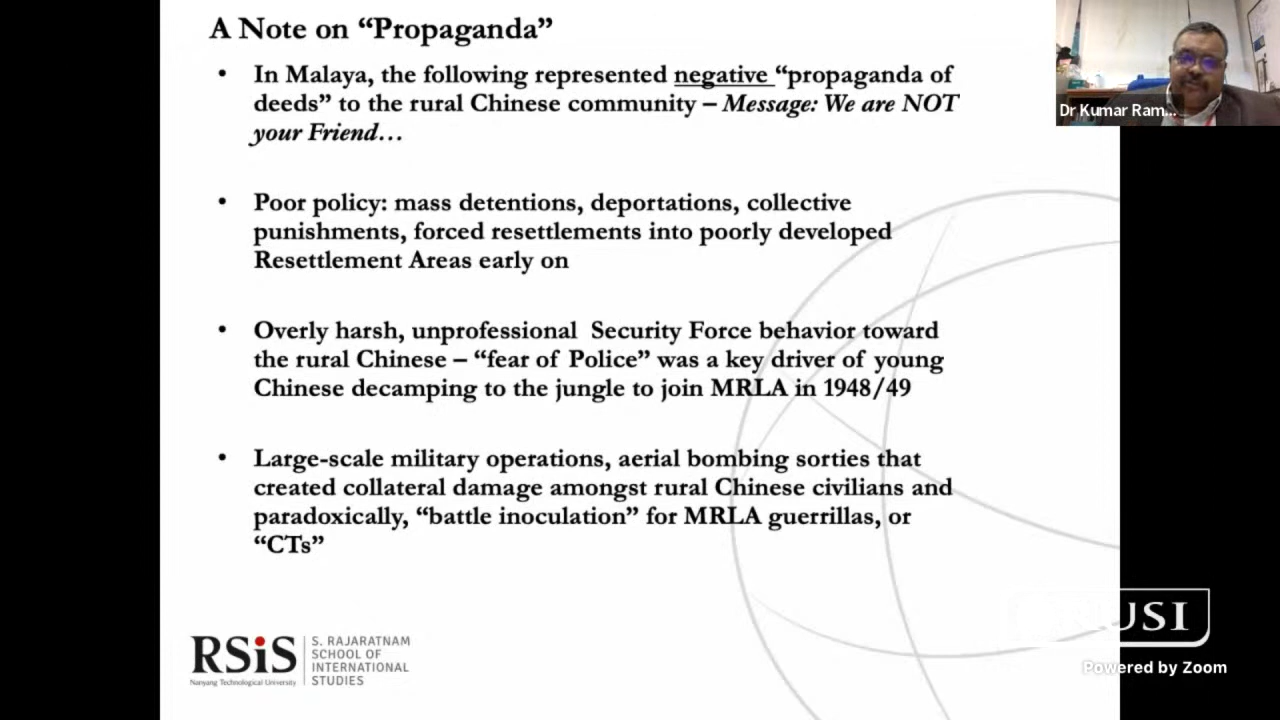 A Note on “Propaganda”
• In Malaya, the following represented negative “propaganda of
deeds” to the rural Chinese community – Message: We are NOT
your Friend…
• Poor policy: mass detentions, deportations, collective
punishments, forced resettlements into poorly developed
Resettlement Areas early on
• Overly harsh, unprofessional Security Force behavior toward
the rural Chinese – “fear of Police” was a key driver of young
Chinese decamping to the jungle to join MRLA in 1948/49
• Large-scale military operations, aerial bombing sorties that
created collateral damage amongst rural Chinese civilians and
paradoxically, “battle inoculation” for MRLA guerrillas, or
“CTs”
Dr Kumar Ram...
RSiS
Nanyang Technological University
S. RAJARATNAM
SCHOOL OF
INTERNATIONAL
STUDIES
USI
Powered by Zoom